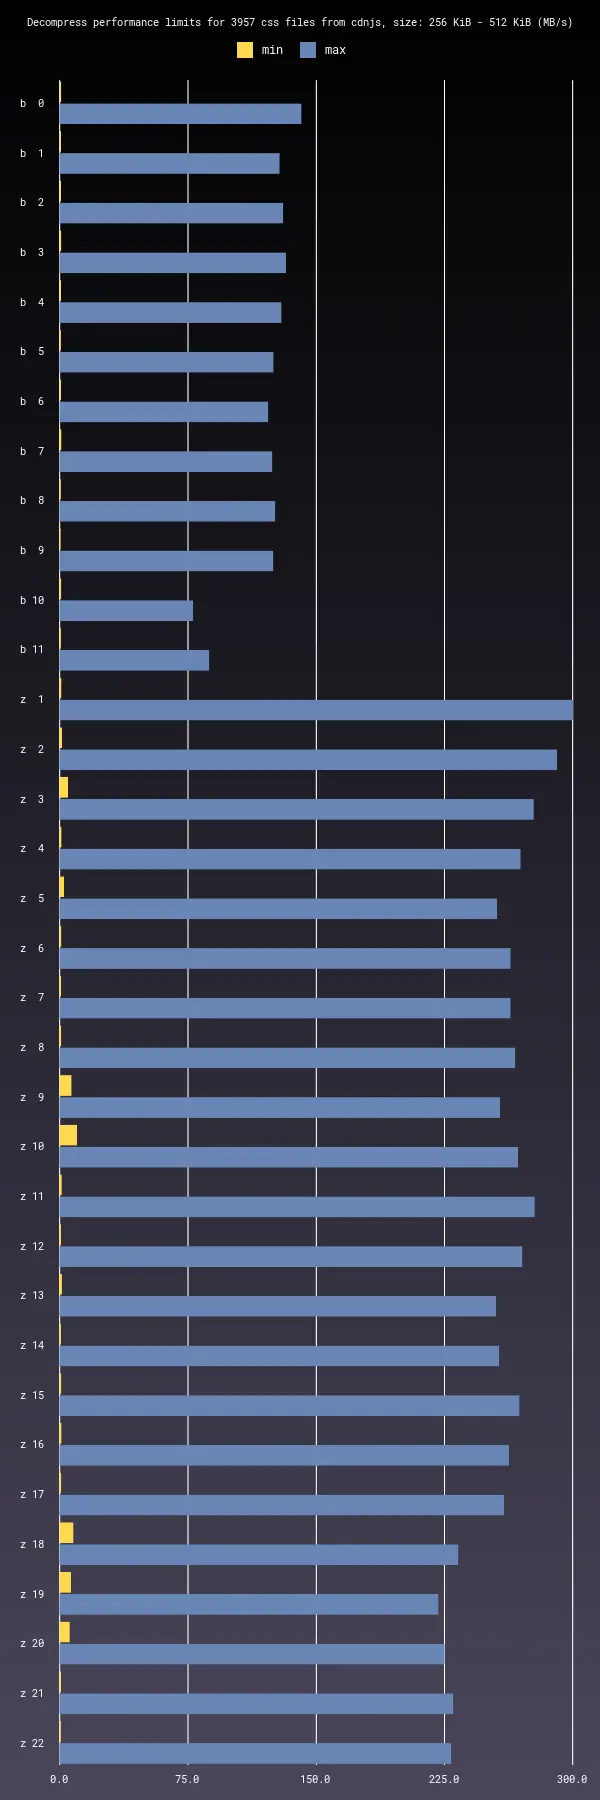 Decompress performance limits for 3957 css files from cdnjs, size: 256 KiB - 512 KiB (MB/s)
min max
b 0
b 1
b 2
b 3
b 4
b 5
b 6
b 7
b 8
b 9
b 10
b 11
z 1
z 2
z 3
z 4
z 5
z 6
z 7
z 8
z 9
z 10
z 11
z 12
z 13
z 14
z 15
z 16
z 17
z 18
z 19
z 20
z 21
z 22
0.0 75.0 150.0 225.0 300.0